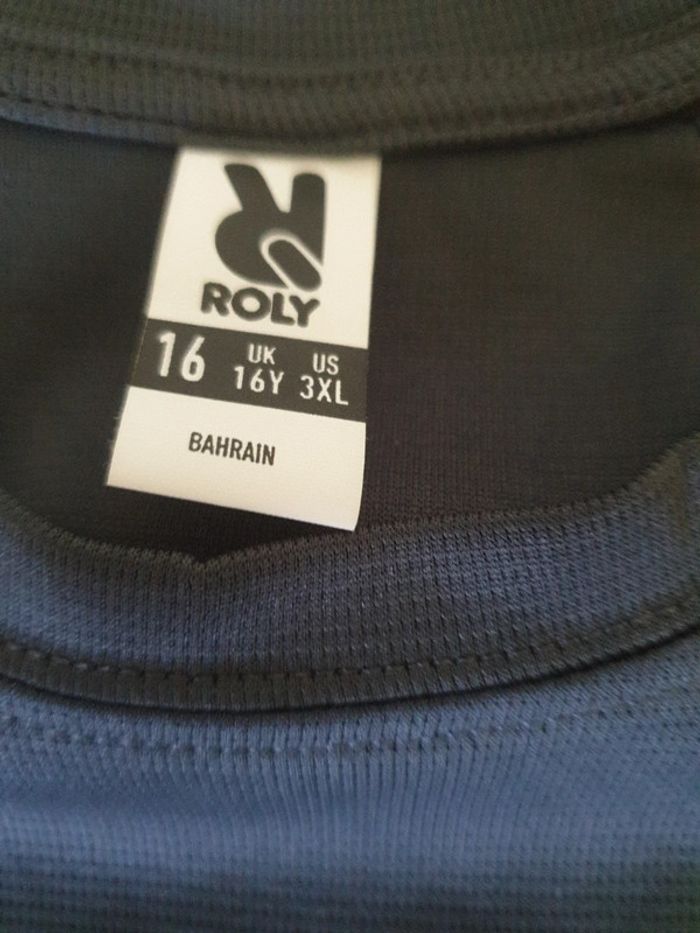 ROLY
16 UK US
16Y 3XL
BAHRAIN